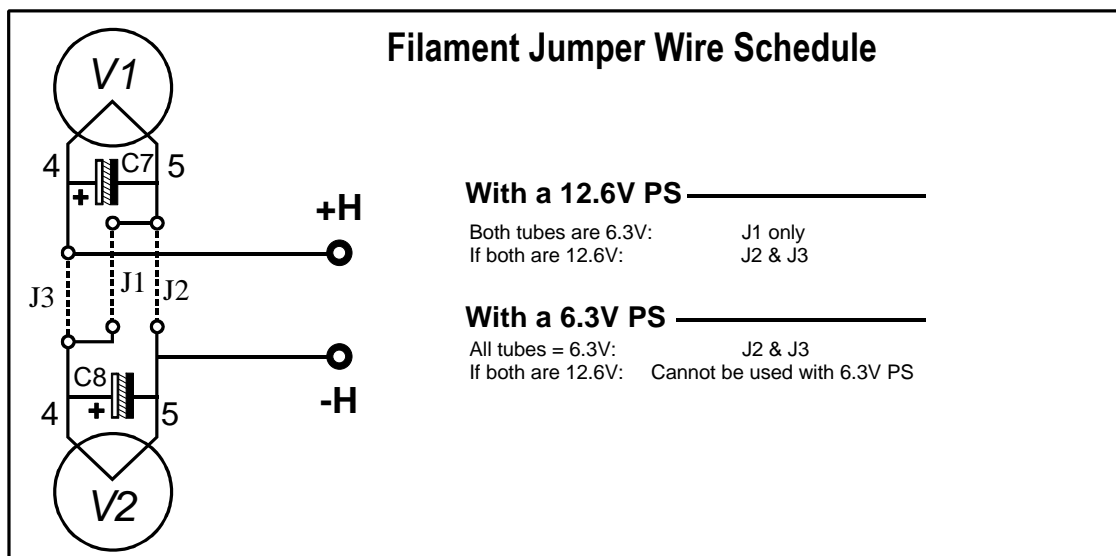 Filament Jumper Wire Schedule
V1
4 C7 5
+
+H
J3 J1 J2
-H
C8
4 + 5
V2
With a 12.6V PS
Both tubes are 6.3V: J1 only
If both are 12.6V: J2 & J3
With a 6.3V PS
All tubes = 6.3V: J2 & J3
If both are 12.6V: Cannot be used with 6.3V PS